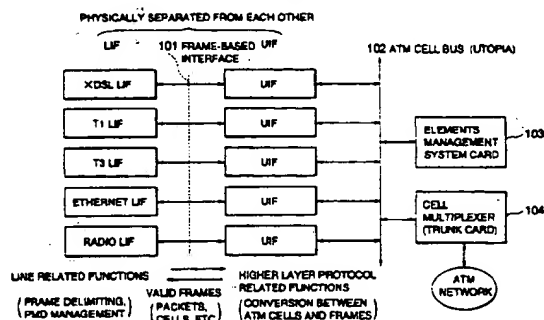 PHYSICALLY SEPARATED FROM EACH OTHER
LIF
101 FRAME-BASED INTERFACE
UIF
102 ATM CELL BUS (UTOPIA)
XDSL LIF
UIF
T1 LIF
UIF
T3 LIF
UIF
ETHERNET LIF
UIF
RADIO LIF
UIF
ELEMENTS
MANAGEMENT
SYSTEM CARD
103
CELL
MULTIPLEXER
(TRUNK CARD)
104
ATM
NETWORK
LINE RELATED FUNCTIONS
(FRAME DELIMITING,
PMD MANAGEMENT)
VALID FRAMES
(PACKETS,
CELLS, ETC.)
HIGHER LAYER PROTOCOL
RELATED FUNCTIONS
(CONVERSION BETWEEN
ATM CELLS AND FRAMES)